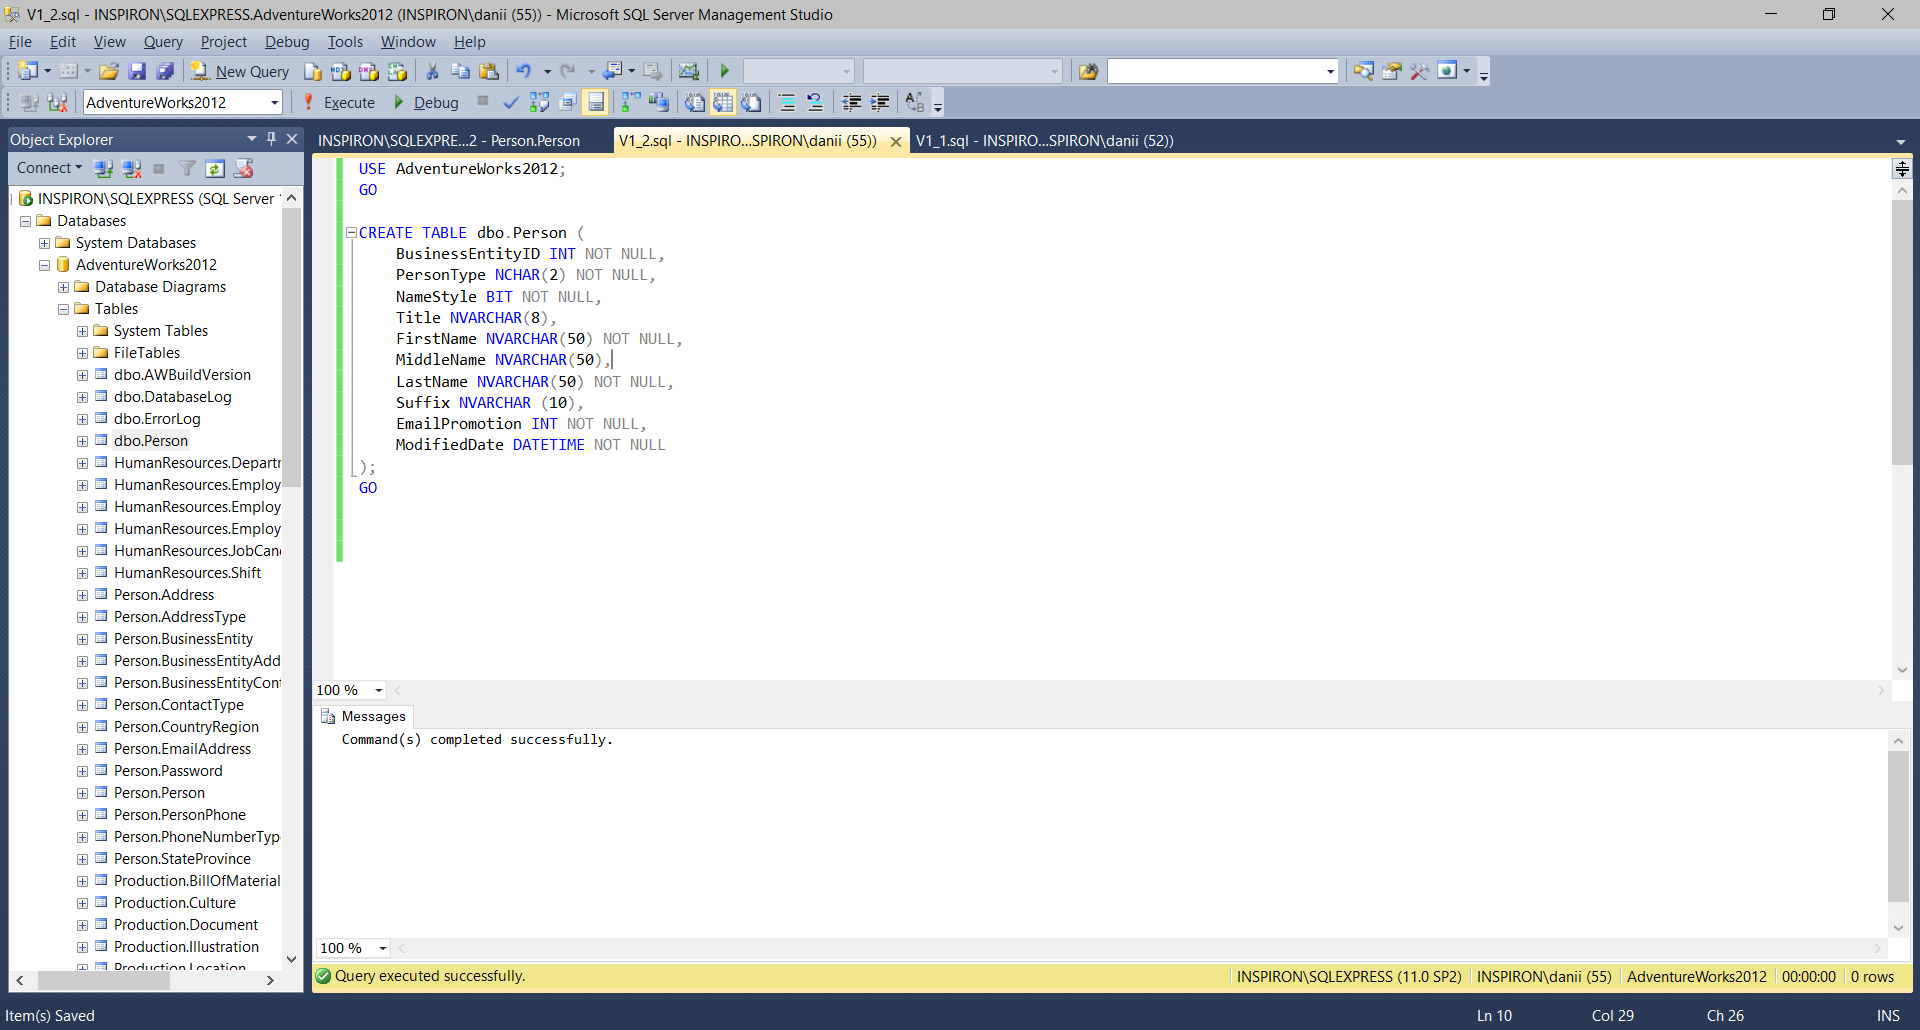 V1_2.sql - INSPIRON\SQLEXPRESS.AdventureWorks2012 (INSPIRON\danii (55)) - Microsoft SQL Server Management Studio
File Edit View Query Project Debug Tools Window Help
New Query
AdventureWorks2012 Execute Debug
Object Explorer
Connect
INSPIRON\SQLEXPRESS (SQL Server
Databases
System Databases
AdventureWorks2012
Database Diagrams
Tables
System Tables
FileTables
dbo.AWBuildVersion
dbo.DatabaseLog
dbo.ErrorLog
dbo.Person
HumanResources.Departr
HumanResources.Employ
HumanResources.Employ
HumanResources.Employ
HumanResources.JobCan
HumanResources.Shift
Person.Address
Person.AddressType
Person.BusinessEntity
Person.BusinessEntityAdd
Person.BusinessEntityCont
Person.ContactType
Person.CountryRegion
Person.EmailAddress
Person.Password
Person.Person
Person.PersonPhone
Person.PhoneNumberTyp
Person.StateProvince
Production.BillOfMaterial
Production.Culture
Production.Document
Production.Illustration
Production.Location
INSPIRON\SQLEXPRE...2 - Person.Person V1_2.sql - INSPIRO...SPIRON\danii (55)) V1_1.sql - INSPIRO...SPIRON\danii (52))
USE AdventureWorks2012;
GO
CREATE TABLE dbo.Person (
BusinessEntityID INT NOT NULL,
PersonType NCHAR(2) NOT NULL,
NameStyle BIT NOT NULL,
Title NVARCHAR(8),
FirstName NVARCHAR(50) NOT NULL,
MiddleName NVARCHAR(50),
LastName NVARCHAR(50) NOT NULL,
Suffix NVARCHAR (10),
EmailPromotion INT NOT NULL,
ModifiedDate DATETIME NOT NULL
);
GO
100 %
Messages
Command(s) completed successfully.
100 %
Query executed successfully. INSPIRON\SQLEXPRESS (11.0 SP2) INSPIRON\danii (55) AdventureWorks2012 00:00:00 0 rows
Item(s) Saved Ln 10 Col 29 Ch 26 INS